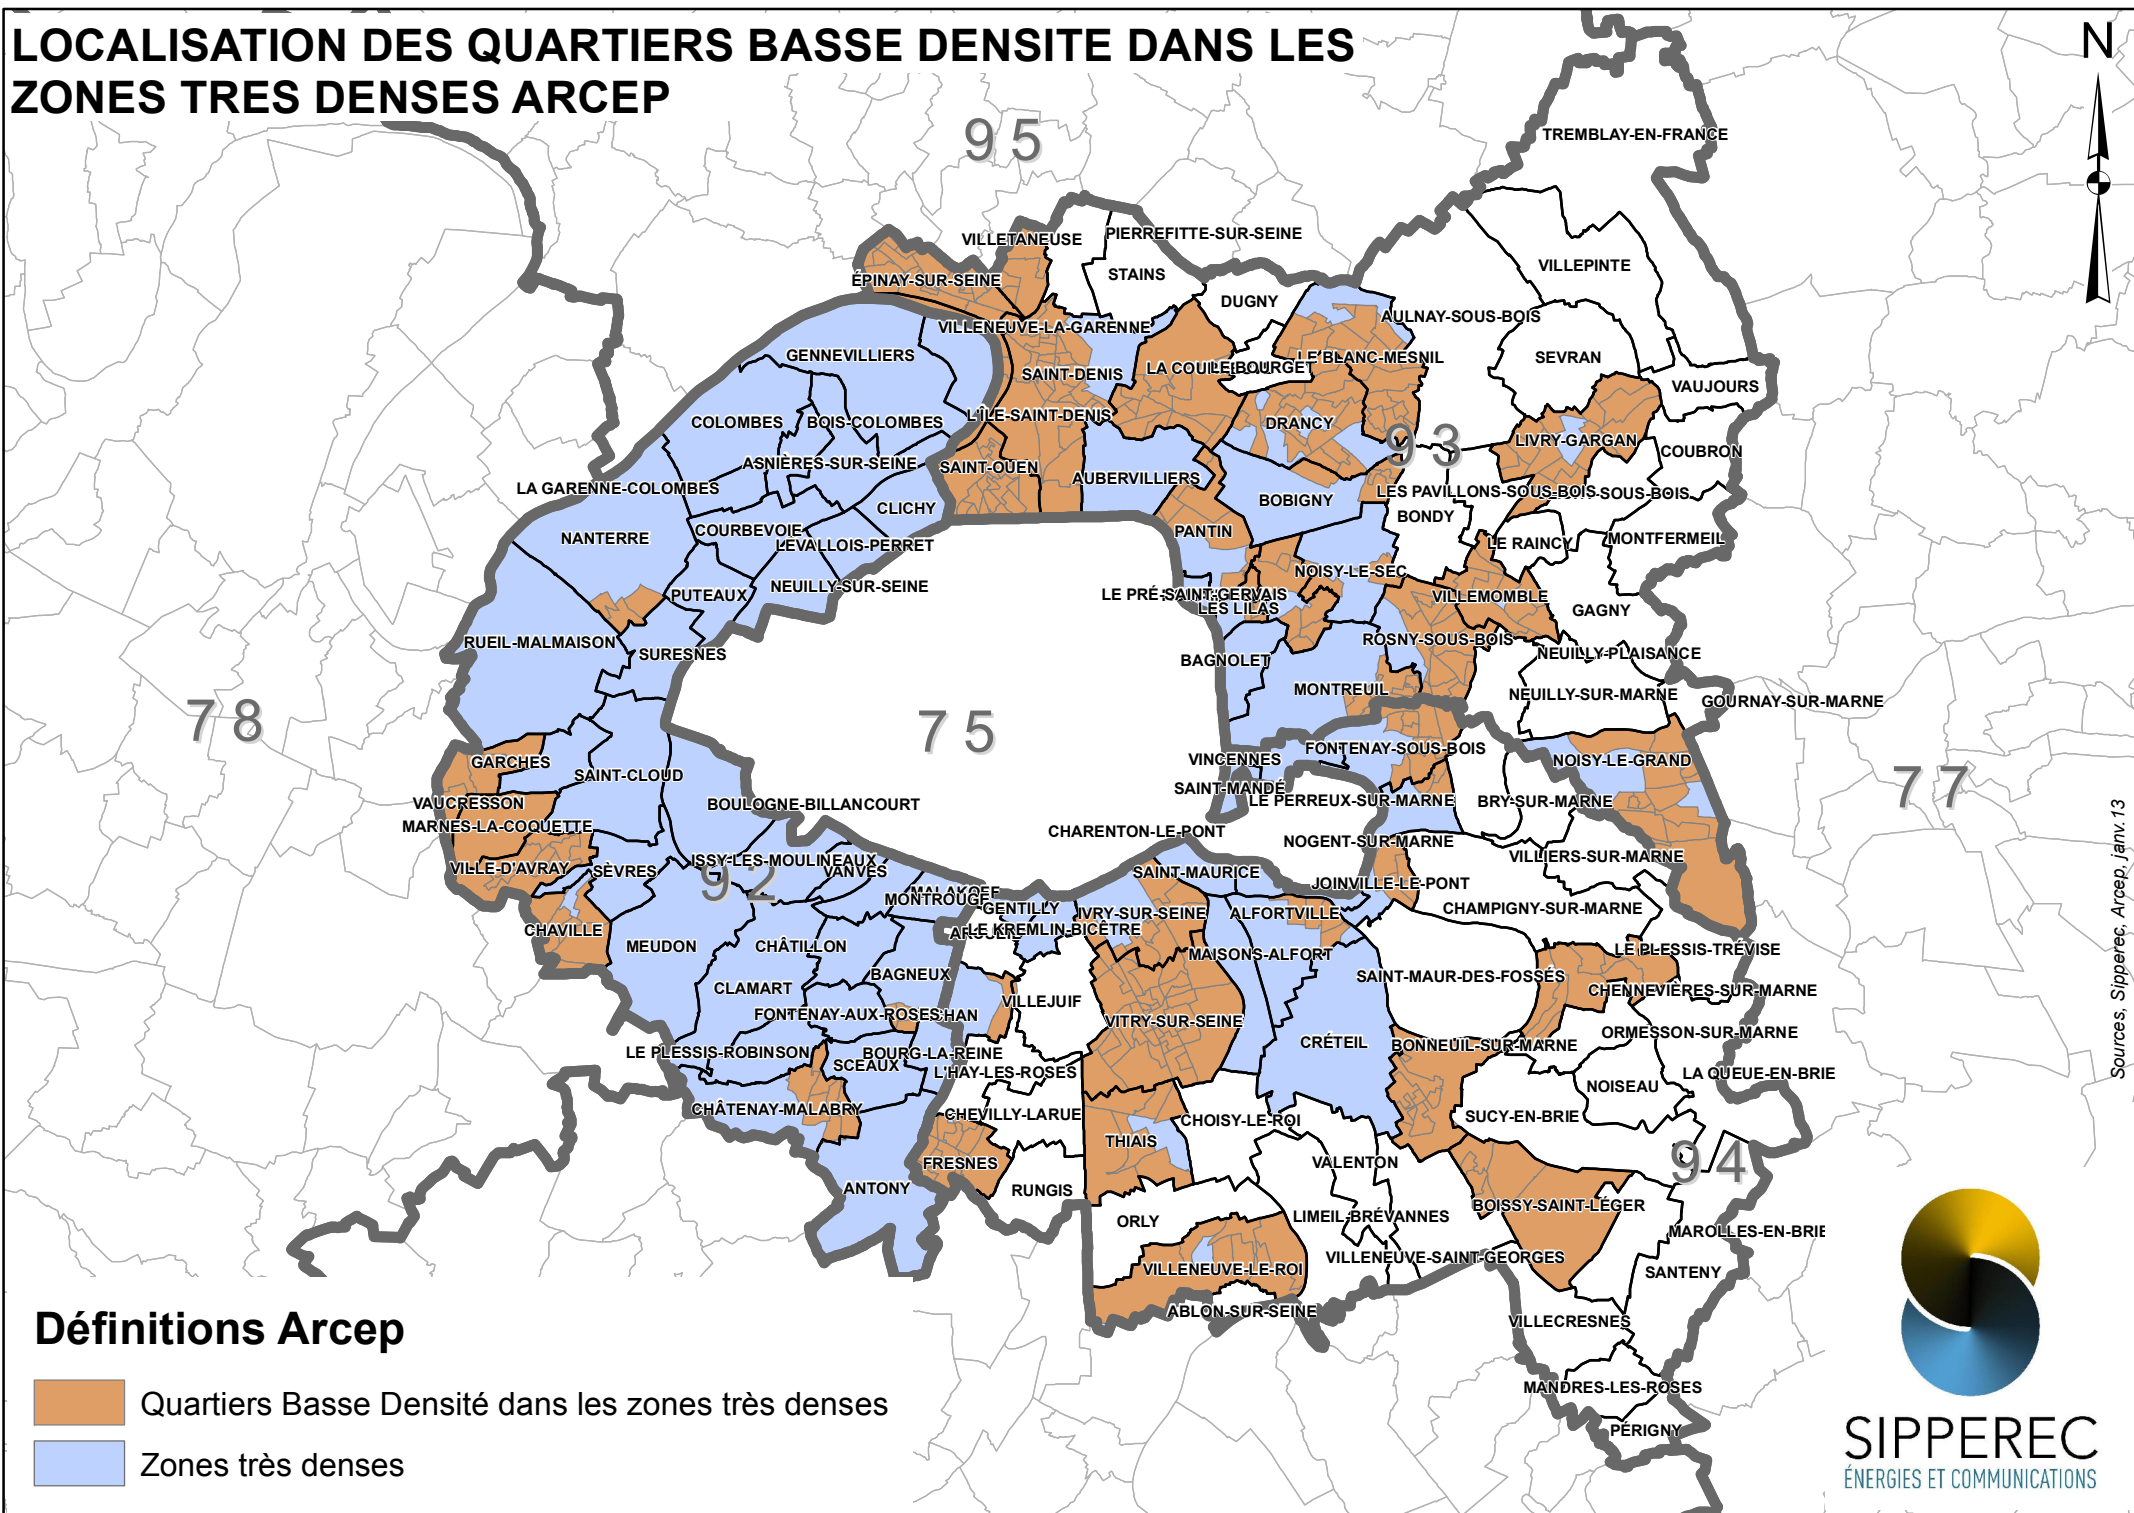 LOCALISATION DES QUARTIERS BASSE DENSITE DANS LES
ZONES TRES DENSES ARCEP
N
95
TREMBLAY-EN-FRANCE
VILLETANEUSE
PIERREFITTE-SUR-SEINE
VILLEPINTE
ÉPINAY-SUR-SEINE
STAINS
DUGNY
AULNAY-SOUS-BOIS
VILLENEUVE-LA-GARENNE
GENNEVILLIERS
LE BLANC-MESNIL
SEVRAN
SAINT-DENIS
LA COU
LE BOURGET
VAUJOURS
COLOMBES
BOIS-COLOMBES
L'ÎLE-SAINT-DENIS
DRANCY
93
LIVRY-GARGAN
COUBRON
ASNIÈRES-SUR-SEINE
SAINT-OUEN
AUBERVILLIERS
LA GARENNE-COLOMBES
BOBIGNY
LES PAVILLONS-SOUS-BOIS
-SOUS-BOIS
CLICHY
BONDY
NANTERRE
COURBEVOIE
LEVALLOIS-PERRET
PANTIN
LE RAINCY
MONTFERMEIL
PUTEAUX
NEUILLY-SUR-SEINE
NOISY-LE-SEC
LE PRÉ-SAINT-GERVAIS
LES LILAS
VILLEMOMBLE
GAGNY
RUEIL-MALMAISON
SURESNES
ROSNY-SOUS-BOIS
NEUILLY-PLAISANCE
BAGNOLET
MONTREUIL
NEUILLY-SUR-MARNE
GOURNAY-SUR-MARNE
78
75
GARCHES
SAINT-CLOUD
VINCENNES
FONTENAY-SOUS-BOIS
NOISY-LE-GRAND
77
VAUCRESSON
BOULOGNE-BILLANCOURT
SAINT-MANDÉ
LE PERREUX-SUR-MARNE
BRY-SUR-MARNE
MARNES-LA-COQUETTE
CHARENTON-LE-PONT
NOGENT-SUR-MARNE
VILLE-D'AVRAY
SÈVRES
ISSY-LES-MOULINEAUX
VANVES
92
SAINT-MAURICE
JOINVILLE-LE-PONT
VILLIERS-SUR-MARNE
MALAKOFF
MONTROUGE
GENTILLY
IVRY-SUR-SEINE
ALFORTVILLE
CHAMPIGNY-SUR-MARNE
CHAVILLE
MEUDON
CHÂTILLON
ARCUEIL
LE KREMLIN-BICÊTRE
MAISONS-ALFORT
LE PLESSIS-TRÉVISE
BAGNEUX
SAINT-MAUR-DES-FOSSÉS
CLAMART
VILLEJUIF
CHENNEVIÈRES-SUR-MARNE
FONTENAY-AUX-ROSES
HAN
VITRY-SUR-SEINE
ORMESSON-SUR-MARNE
LE PLESSIS-ROBINSON
BOURG-LA-REINE
SCEAUX
L'HAY-LES-ROSES
CRÉTEIL
BONNEUIL-SUR-MARNE
NOISEAU
LA QUEUE-EN-BRIE
CHÂTENAY-MALABRY
CHEVILLY-LARUE
CHOISY-LE-ROI
SUCY-EN-BRIE
THIAIS
FRESNES
VALENTON
94
ANTONY
RUNGIS
ORLY
LIMEIL-BRÉVANNES
BOISSY-SAINT-LÉGER
MAROLLES-EN-BRIE
VILLENEUVE-LE-ROI
VILLENEUVE-SAINT-GEORGES
SANTENY
ABLON-SUR-SEINE
VILLECRESNES
MANDRES-LES-ROSES
PÉRIGNY
Sources, Sipperec, Arcep, janv. 13
Définitions Arcep
Quartiers Basse Densité dans les zones très denses
Zones très denses
SIPPEREC
ÉNERGIES ET COMMUNICATIONS